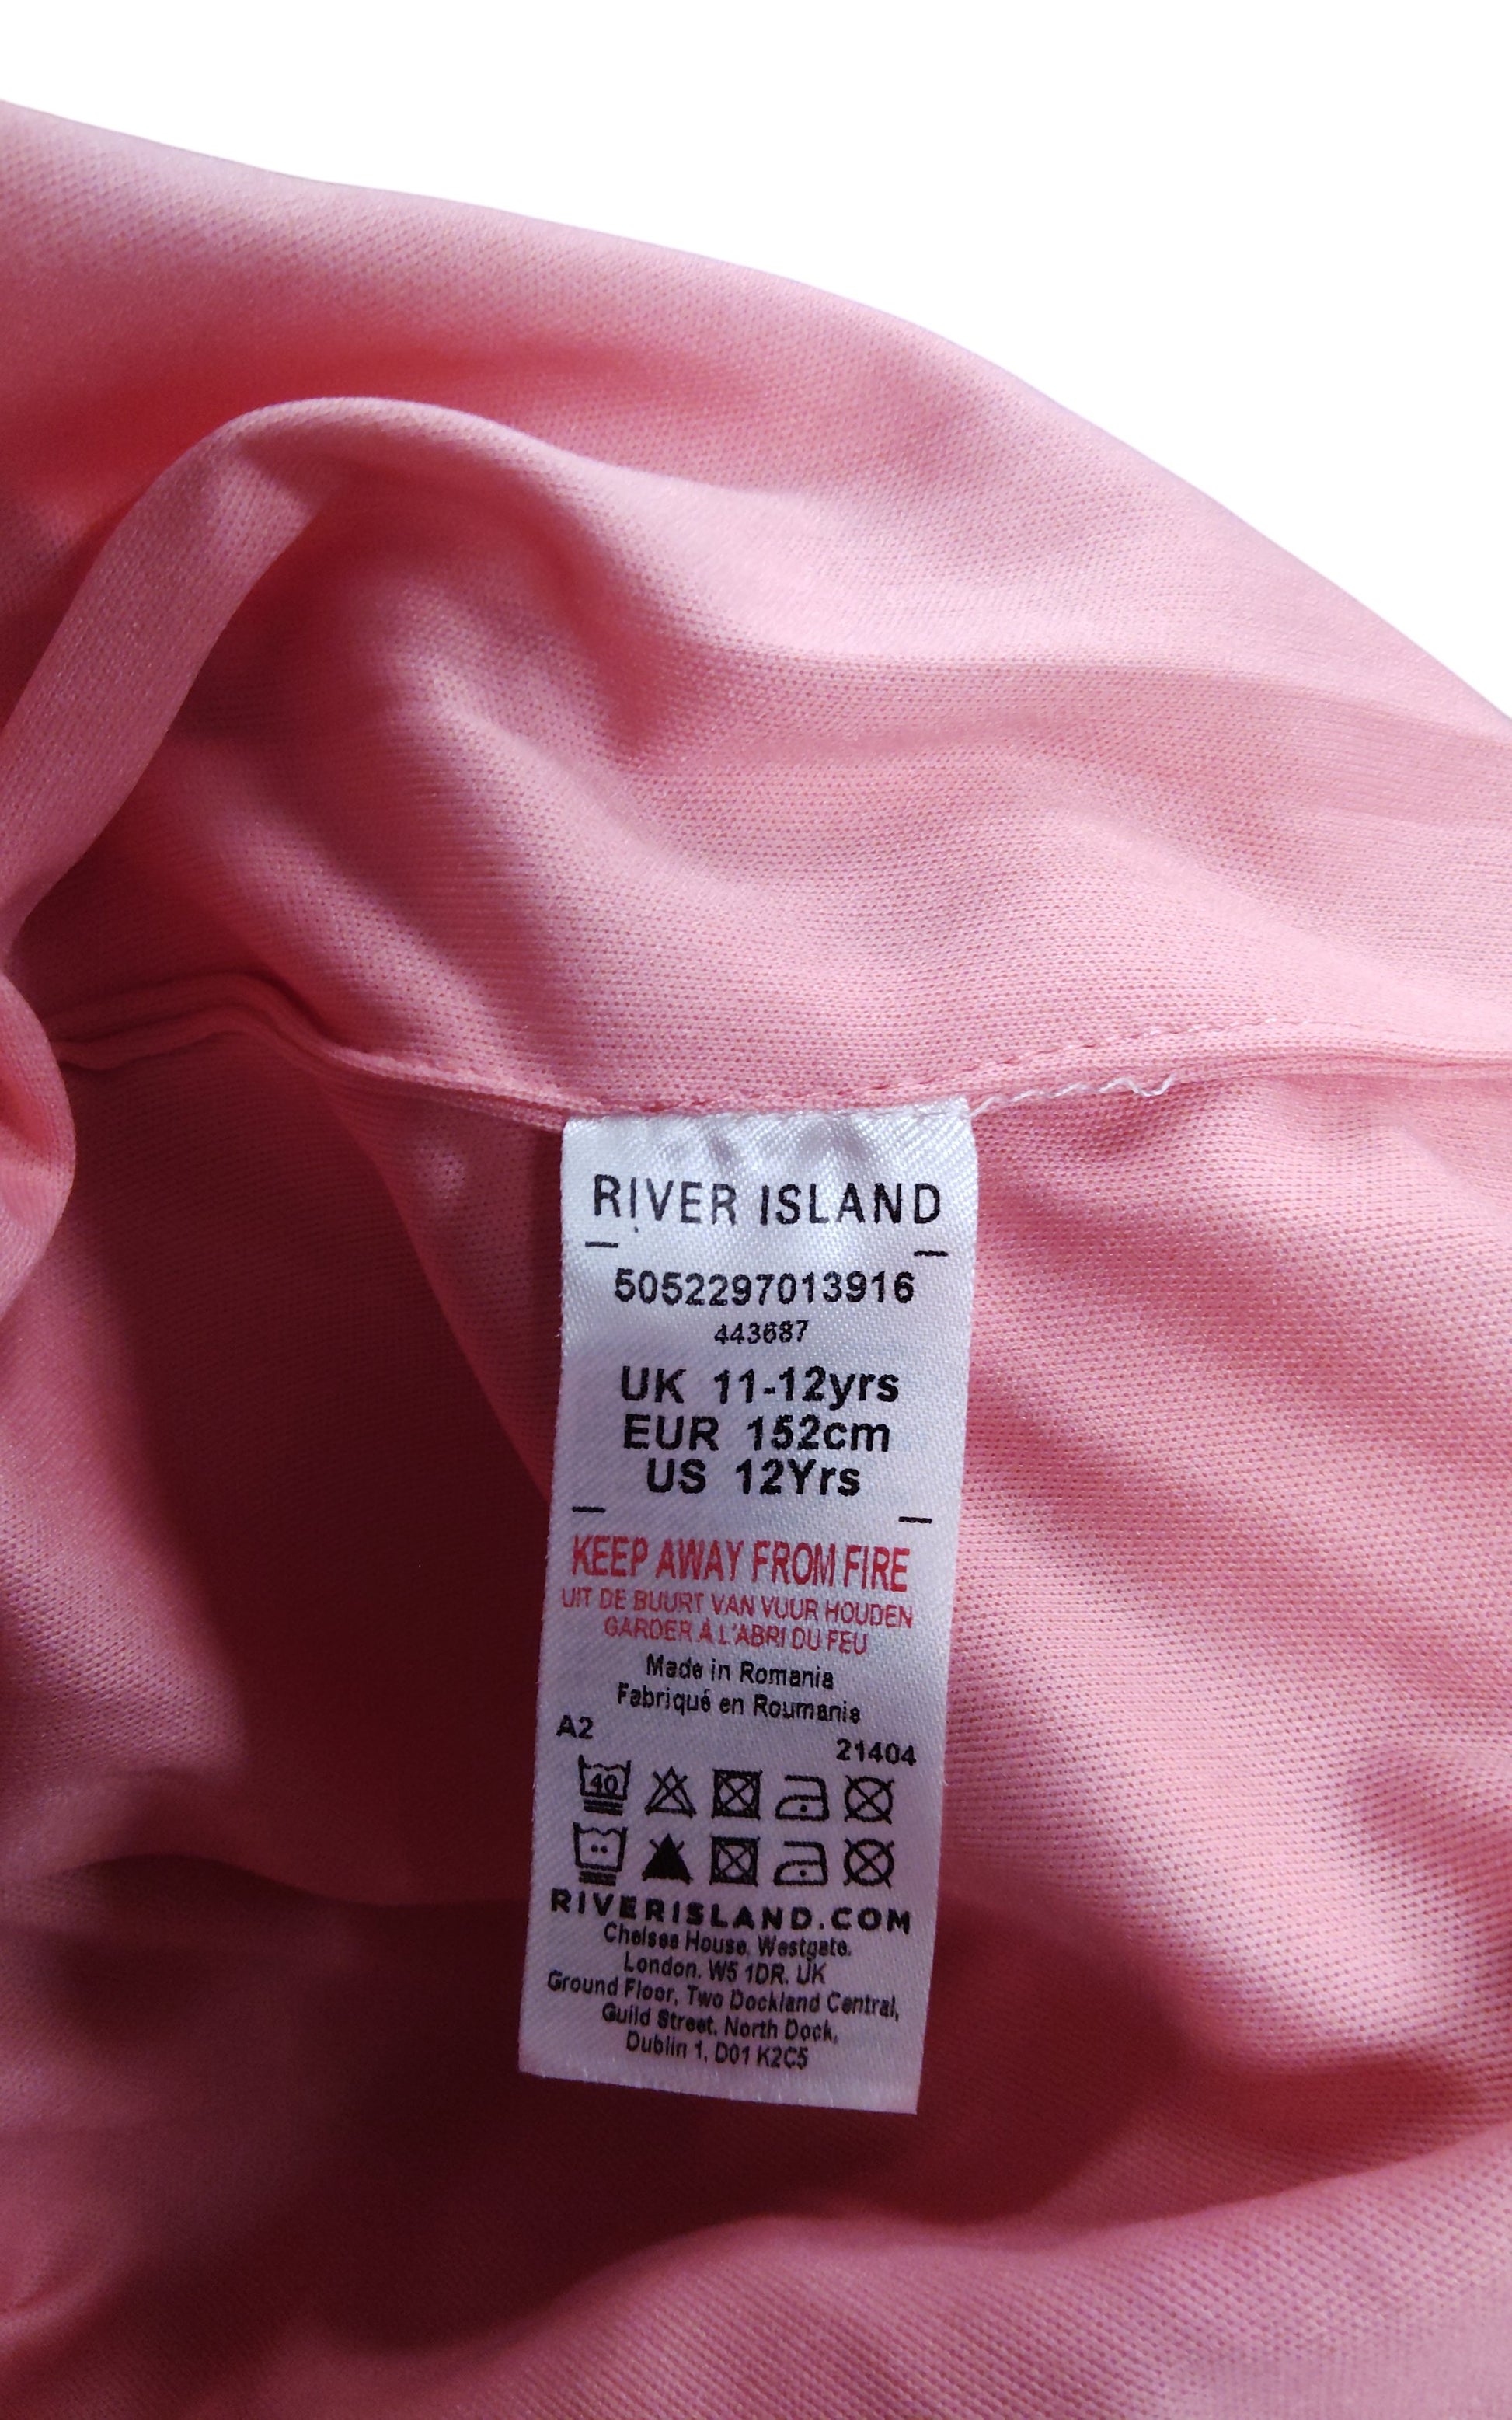 RIVER ISLAND
5052297013916
443687
UK 11-12yrs
EUR 152cm
US 12Yrs
KEEP AWAY FROM FIRE
UIT DE BUURT VAN VUUR HOUDEN
GARDER À L'ABRI DU FEU
Made in Romania
Fabriqué en Roumanie
A2
21404
40
RIVERISLAND.COM
Chelsea House, Westgate,
London, W5 1DR, UK
Ground Floor, Two Dockland Central,
Guild Street, North Dock,
Dublin 1, D01 K2C5